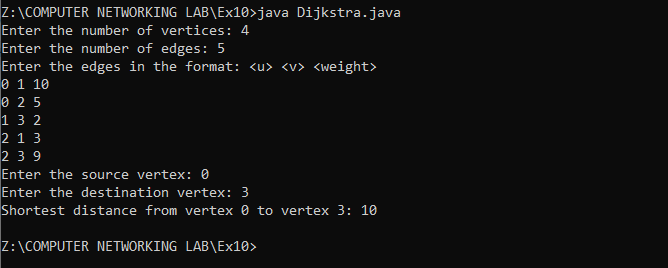 Z:\COMPUTER NETWORKING LAB\Ex10>java Dijkstra.java
Enter the number of vertices: 4
Enter the number of edges: 5
Enter the edges in the format: <u> <v> <weight>
0 1 10
0 2 5
1 3 2
2 1 3
2 3 9
Enter the source vertex: 0
Enter the destination vertex: 3
Shortest distance from vertex 0 to vertex 3: 10
Z:\COMPUTER NETWORKING LAB\Ex10>